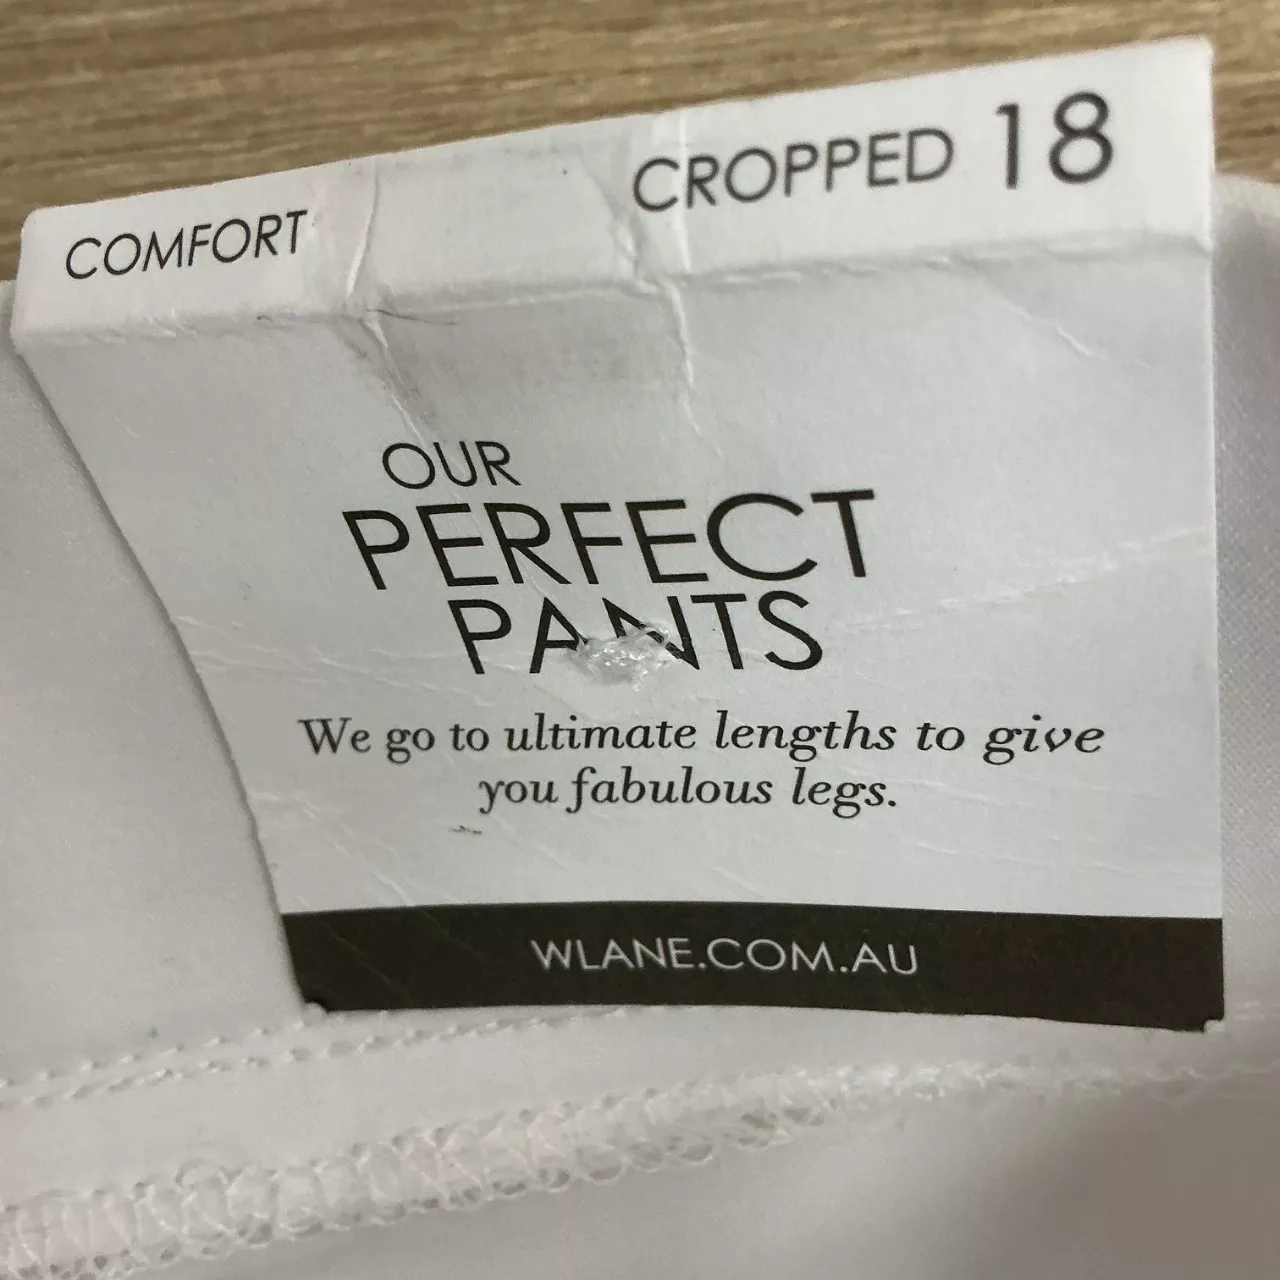 COMFORT CROPPED 18
OUR
PERFECT
PANTS
We go to ultimate lengths to give
you fabulous legs.
WLANE.COM.AU